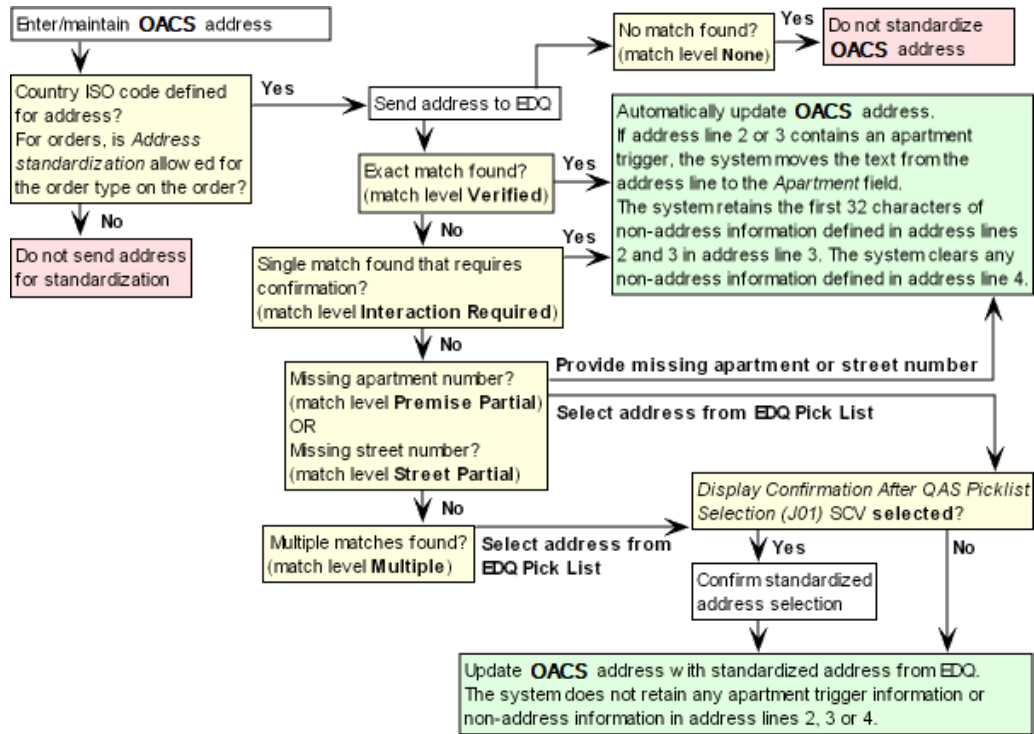 Enter/maintain OACS address
Country ISO code defined
for address?
For orders, is Address
standardization allowed for
the order type on the order?
Yes
No
Do not send address
for standardization
Send address to EDQ
No match found?
(match level None)
Yes
Do not standardize
OACS address
Exact match found?
(match level Verified)
Yes
No
Automatically update OACS address.
If address line 2 or 3 contains an apartment
trigger, the system moves the text from the
address line to the Apartment field.
The system retains the first 32 characters of
non-address information defined in address lines
2 and 3 in address line 3. The system clears any
non-address information defined in address line 4.
Single match found that requires
confirmation?
(match level Interaction Required)
Yes
No
Missing apartment number?
(match level Premise Partial)
OR
Missing street number?
(match level Street Partial)
Provide missing apartment or street number
Select address from EDQ Pick List
No
Multiple matches found?
(match level Multiple)
Select address from
EDQ Pick List
Display Confirmation After QAS Picklist
Selection (J01) SCV selected?
Yes
No
Confirm standardized
address selection
Update OACS address with standardized address from EDQ.
The system does not retain any apartment trigger information or
non-address information in address lines 2, 3 or 4.